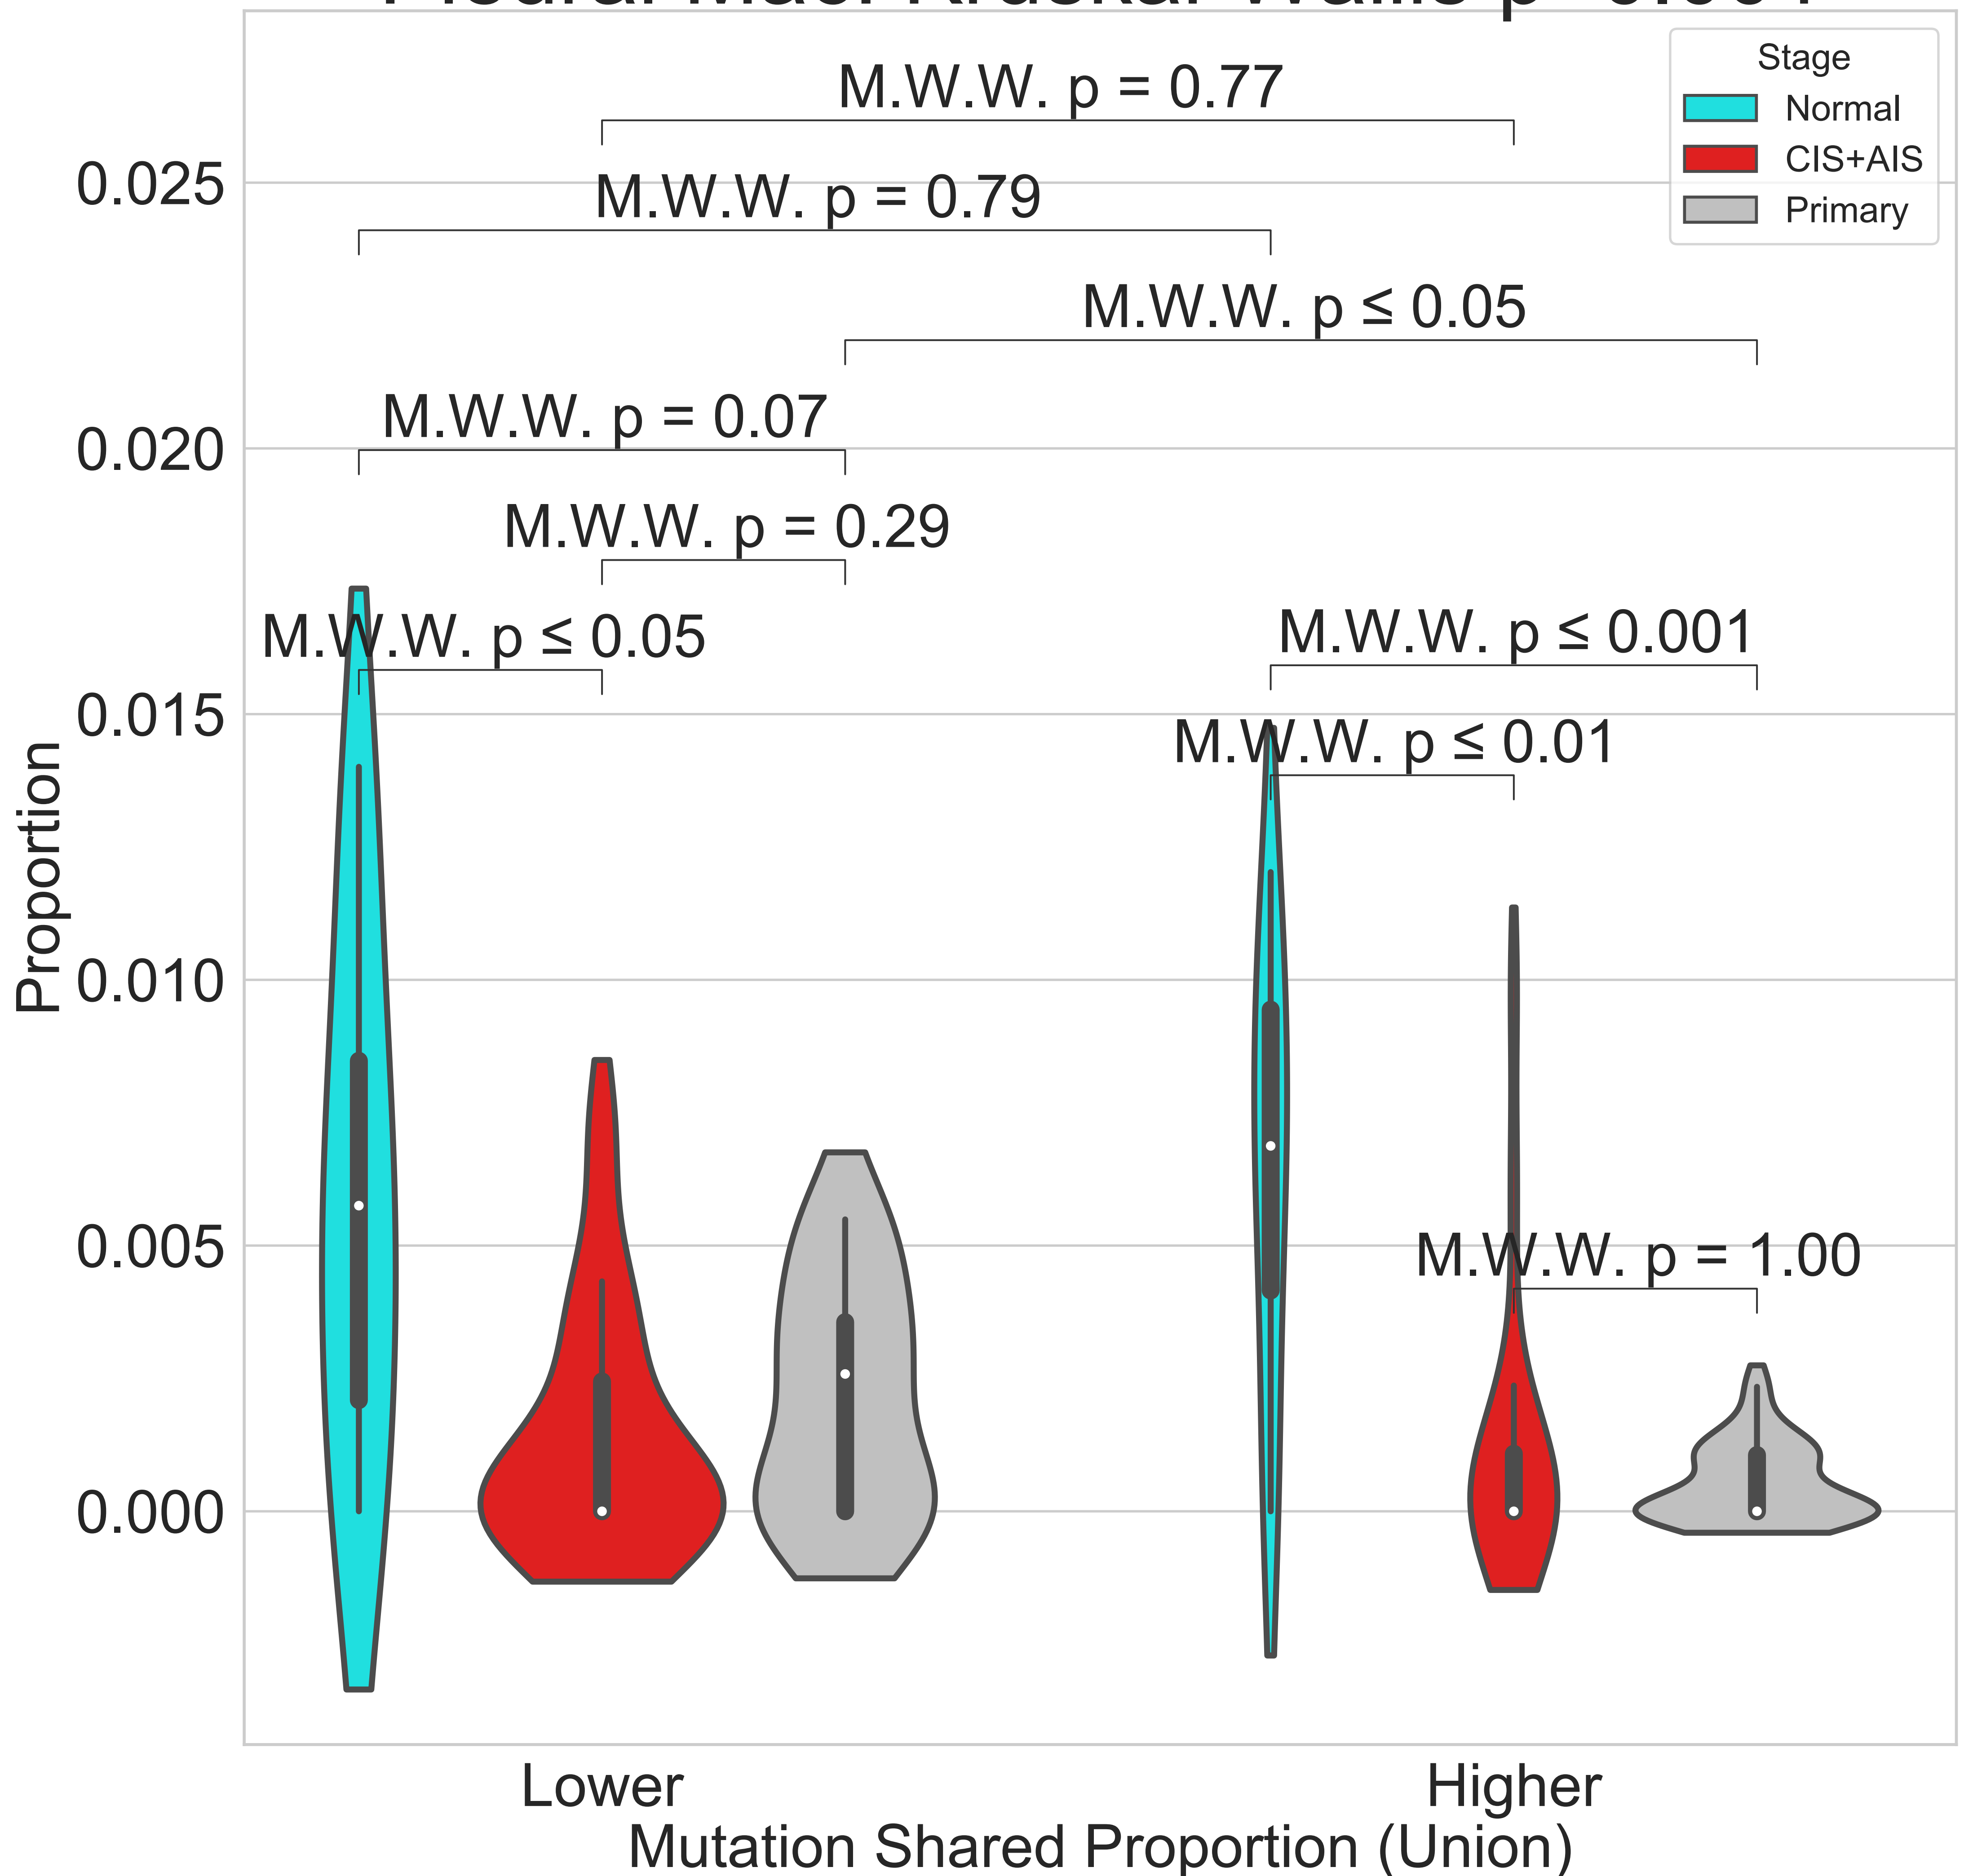 Stage
Normal
CIS+AIS
Primary
M.W.W. p = 0.77
M.W.W. p = 0.79
M.W.W. p ≤ 0.05
M.W.W. p = 0.07
M.W.W. p = 0.29
M.W.W. p ≤ 0.05
M.W.W. p ≤ 0.001
M.W.W. p ≤ 0.01
M.W.W. p = 1.00
0.025
0.020
0.015
0.010
0.005
0.000
Proportion
Lower
Higher
Mutation Shared Proportion (Union)